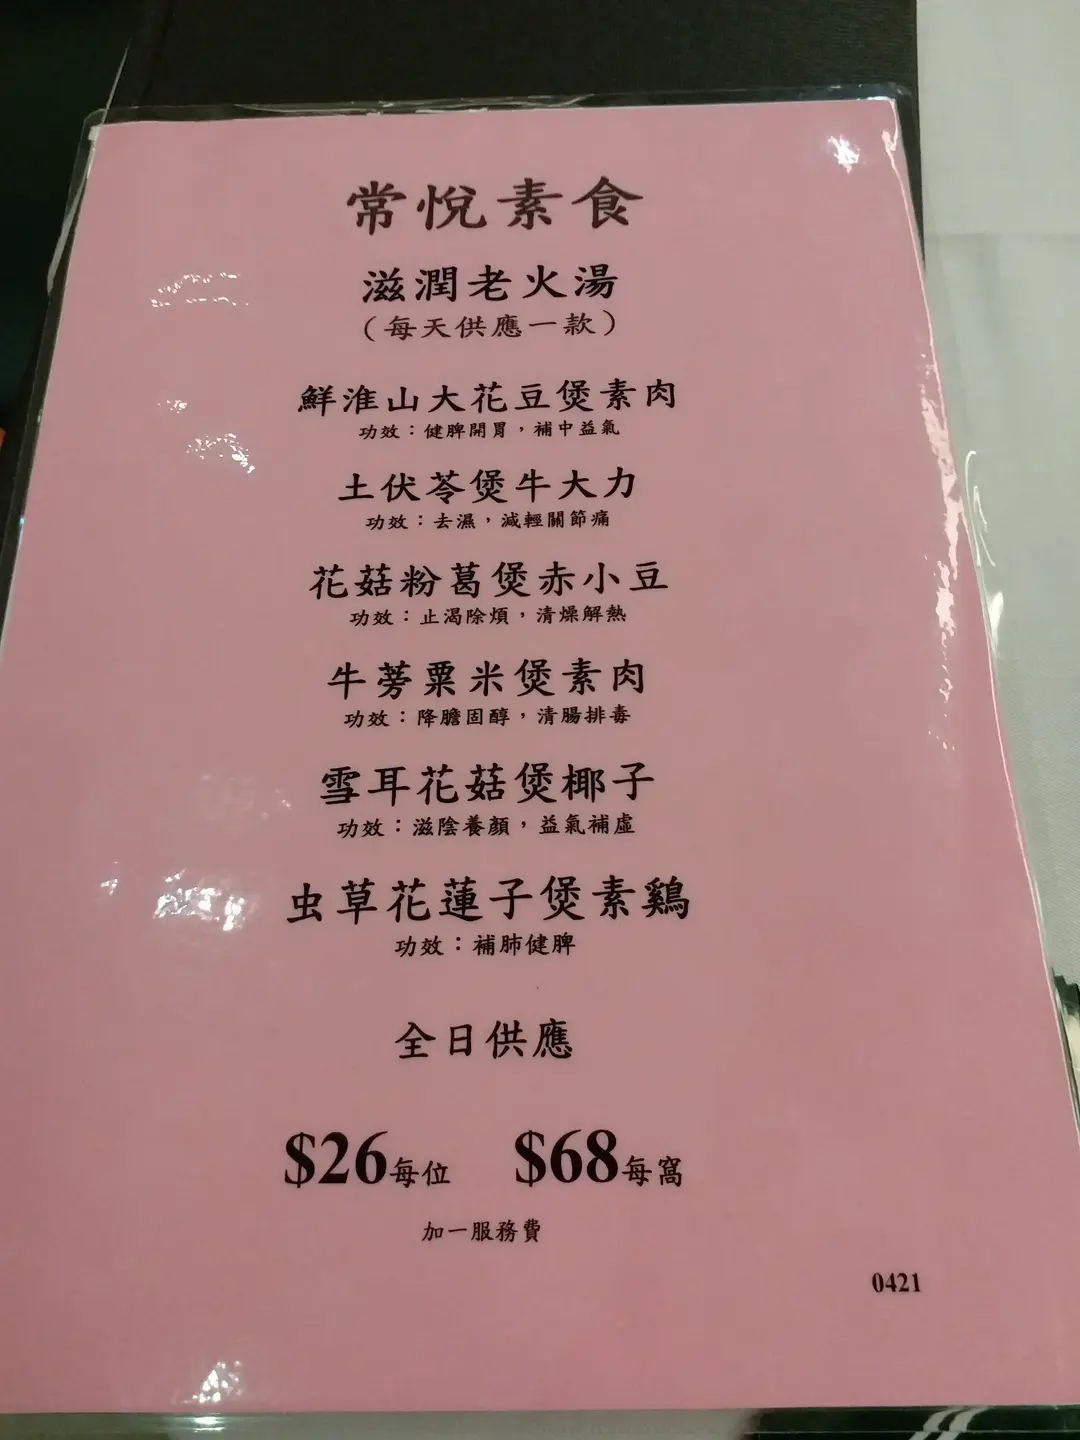 常悅素食
滋潤老火湯
（每天供應一款）
鮮淮山大花豆煲素肉
功效：健脾開胃，補中益氣
土伏苓煲牛大力
功效：去濕，減輕關節痛
花菇粉葛煲赤小豆
功效：止渴除煩，清燥解熱
牛蒡粟米煲素肉
功效：降膽固醇，清腸排毒
雪耳花菇煲椰子
功效：滋陰養顏，益氣補虛
虫草花蓮子煲素鷄
功效：補肺健脾
全日供應
$26每位 $68每窩
加一服務費
0421